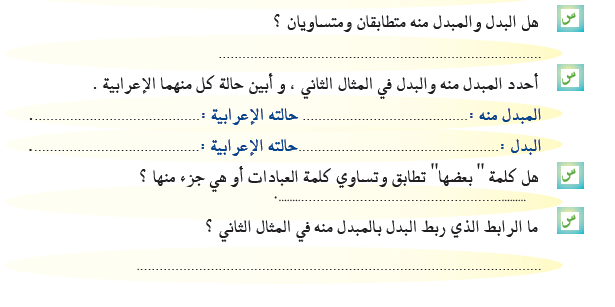 س هل البدل والمبدل منه متطابقان ومتساويان ؟
................................................................................
س أحدد المبدل منه والبدل في المثال الثاني ، و أبين حالة كل منهما الإعرابية .
المبدل منه : .......................................... حالته الإعرابية : ..........................................
البدل : .................................................. حالته الإعرابية : ..........................................
س هل كلمة " بعضها" تطابق وتساوي كلمة العبادات أو هي جزء منها ؟
................................................................
س ما الرابط الذي ربط البدل بالمبدل منه في المثال الثاني ؟
................................................................................